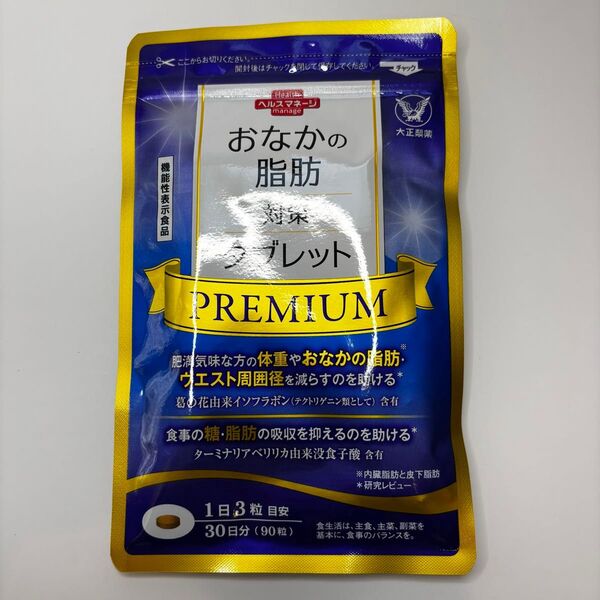 ここからお切りください。
開封後はチャックを閉じて保存してください。
チャック
Health
ヘルスマネージ
manage
大正製薬
おなかの
脂肪
対策
タブレット
機能性表示食品
PREMIUM
肥満気味な方の体重やおなかの脂肪※・
ウエスト周囲径を減らすのを助ける*
葛の花由来イソフラボン(テクトリゲニン類として)含有
食事の糖・脂肪の吸収を抑えるのを助ける*
ターミナリアベリリカ由来没食子酸 含有
※内臓脂肪と皮下脂肪
*研究レビュー
1日3粒 目安
30日分(90粒)
食生活は、主食、主菜、副菜を
基本に、食事のバランスを。